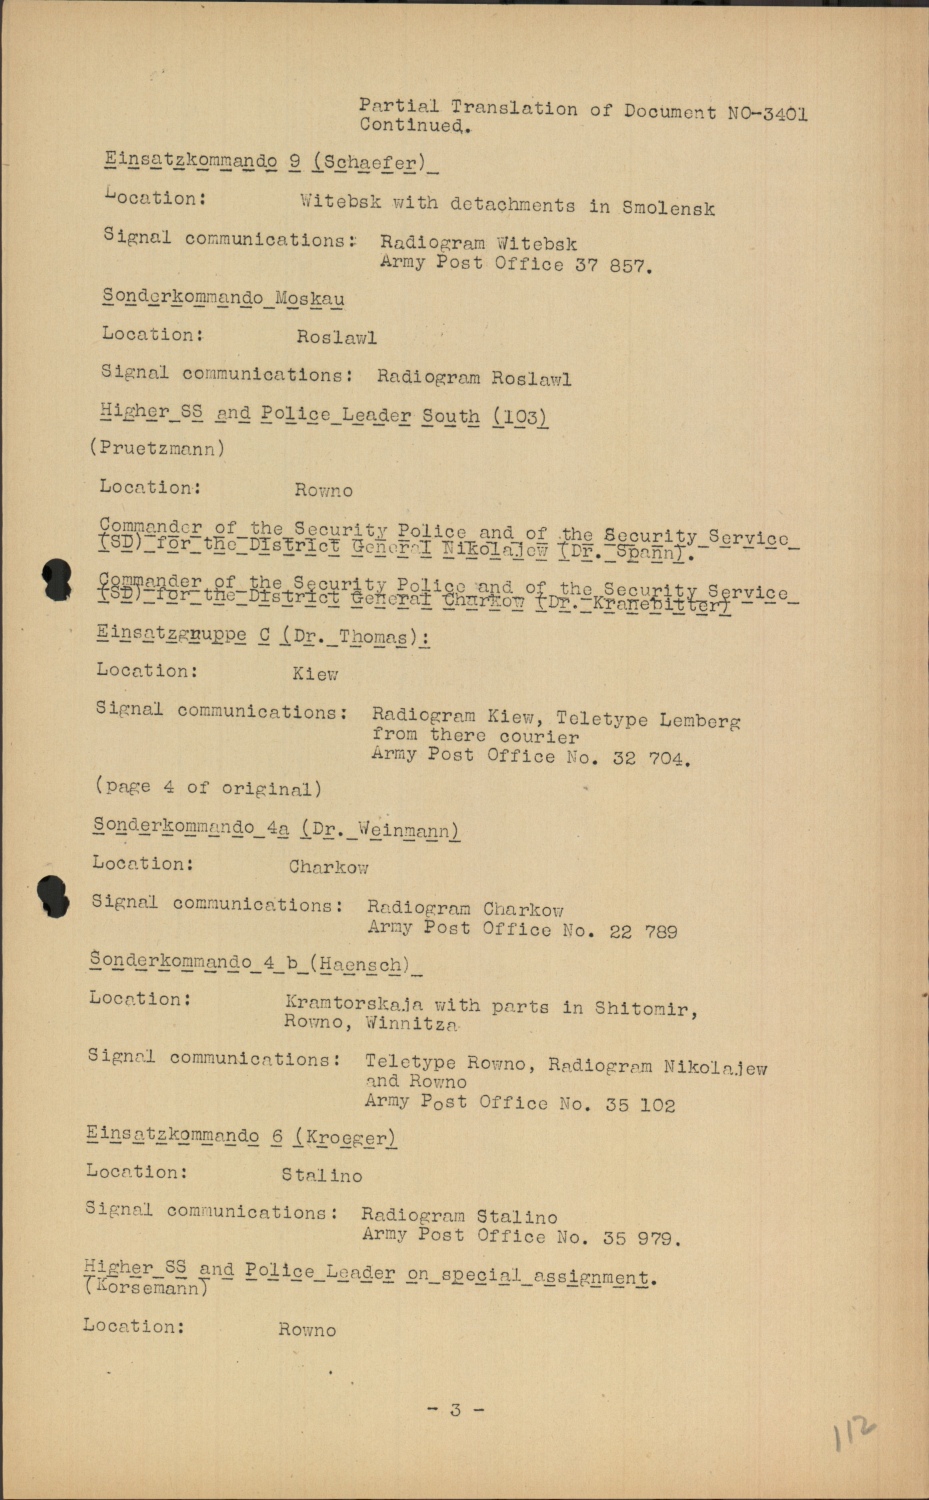 Partial Translation of Document NO-3401
Continued.
Einsatzkommando 9 (Schaefer)
Location: Witebsk with detachments in Smolensk
Signal communications: Radiogram Witebsk
Army Post Office 37 857.
Sonderkommando Moskau
Location: Roslawl
Signal communications: Radiogram Roslawl
Higher SS and Police Leader South (103)
(Pruetzmann)
Location: Rowno
Commander of the Security Police and of the Security Service
(SD) for the District General Nikolajew (Dr. Spann).
Commander of the Security Police and of the Security Service
(SD) for the District General Charkow (Dr. Kranebitter)
Einsatzgruppe C (Dr. Thomas):
Location: Kiew
Signal communications: Radiogram Kiew, Teletype Lemberg
from there courier
Army Post Office No. 32 704.
(page 4 of original)
Sonderkommando 4a (Dr. Weinmann)
Location: Charkow
Signal communications: Radiogram Charkow
Army Post Office No. 22 789
Sonderkommando 4 b (Haensch)
Location: Kramtorskaja with parts in Shitomir,
Rowno, Winnitza
Signal communications: Teletype Rowno, Radiogram Nikolajew
and Rowno
Army Post Office No. 35 102
Einsatzkommando 6 (Kroeger)
Location: Stalino
Signal communications: Radiogram Stalino
Army Post Office No. 35 979.
Higher SS and Police Leader on special assignment.
(Korsemann)
Location: Rowno
- 3 -
112